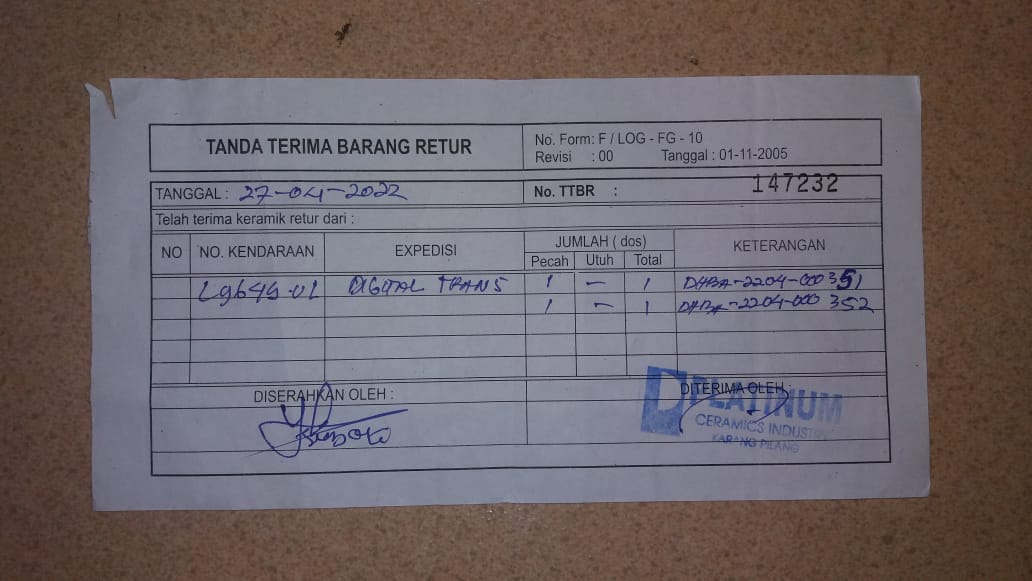 TANDA TERIMA BARANG RETUR
No. Form: F / LOG - FG - 10
Revisi : 00 Tanggal : 01-11-2005
TANGGAL : 27-04-2022 No. TTBR : 147232
Telah terima keramik retur dari :
NO NO. KENDARAAN EXPEDISI JUMLAH ( dos) KETERANGAN
Pecah Utuh Total
L9649-UL DIGITAL TRANS 1 - 1 DHBA-2204-000351
1 - 1 DHBA-2204-000352
DISERAHKAN OLEH : DITERIMA OLEH :
PLATINUM
CERAMICS INDUSTRY
KARANG PILANG